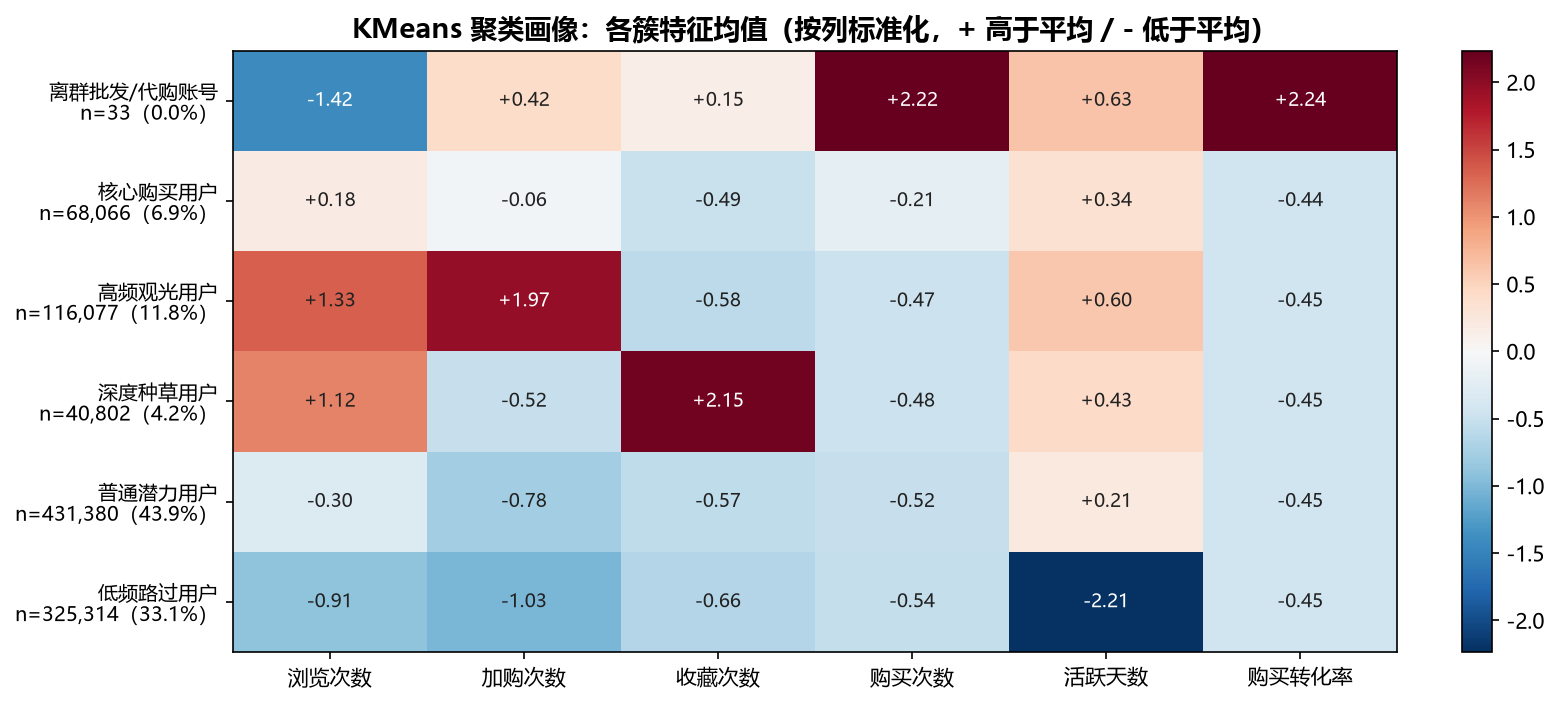 KMeans 聚类画像：各簇特征均值（按列标准化，+ 高于平均 / - 低于平均）
离群批发/代购账号
n=33（0.0%）
-1.42 +0.42 +0.15 +2.22 +0.63 +2.24
核心购买用户
n=68,066（6.9%）
+0.18 -0.06 -0.49 -0.21 +0.34 -0.44
高频观光用户
n=116,077（11.8%）
+1.33 +1.97 -0.58 -0.47 +0.60 -0.45
深度种草用户
n=40,802（4.2%）
+1.12 -0.52 +2.15 -0.48 +0.43 -0.45
普通潜力用户
n=431,380（43.9%）
-0.30 -0.78 -0.57 -0.52 +0.21 -0.45
低频路过用户
n=325,314（33.1%）
-0.91 -1.03 -0.66 -0.54 -2.21 -0.45
浏览次数 加购次数 收藏次数 购买次数 活跃天数 购买转化率
2.0
1.5
1.0
0.5
0.0
-0.5
-1.0
-1.5
-2.0